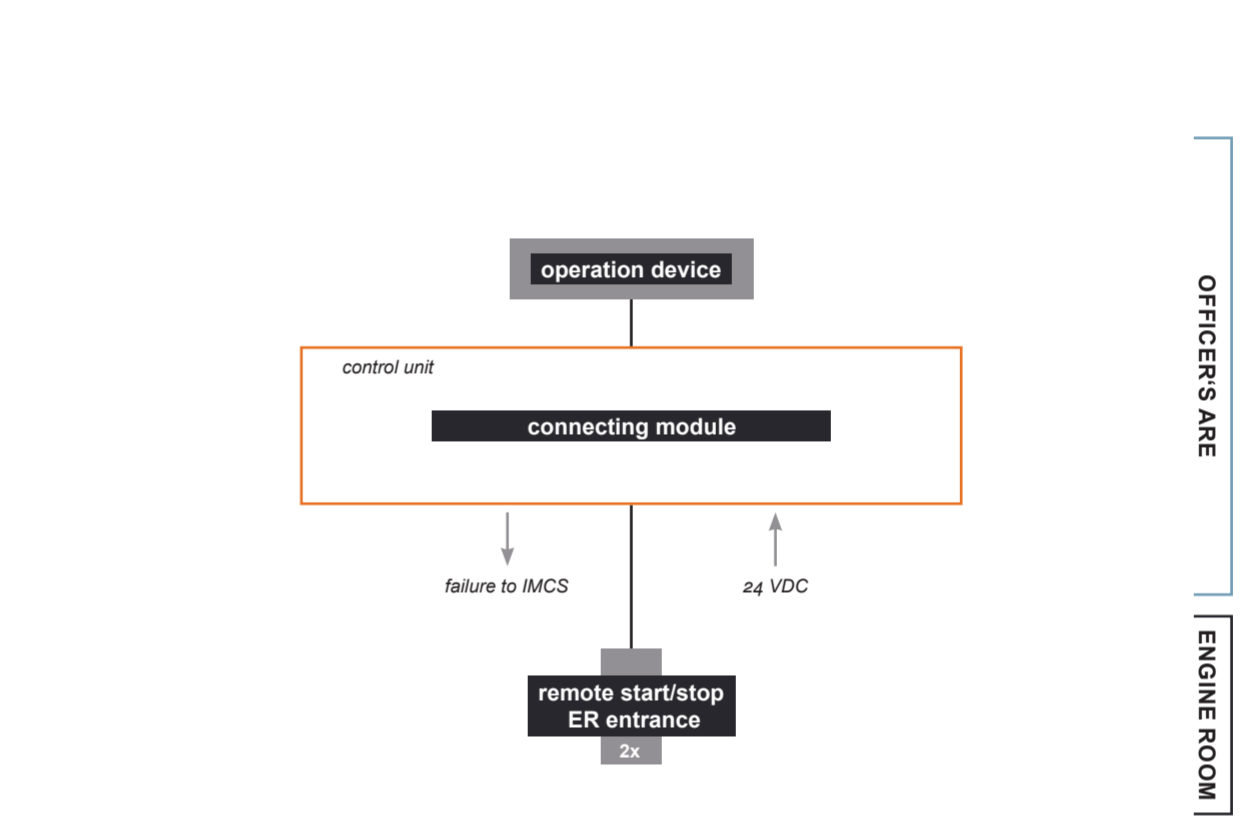 operation device
control unit
connecting module
failure to IMCS
24 VDC
remote start/stop
ER entrance
2x
OFFICER‘S ARE
ENGINE ROOM